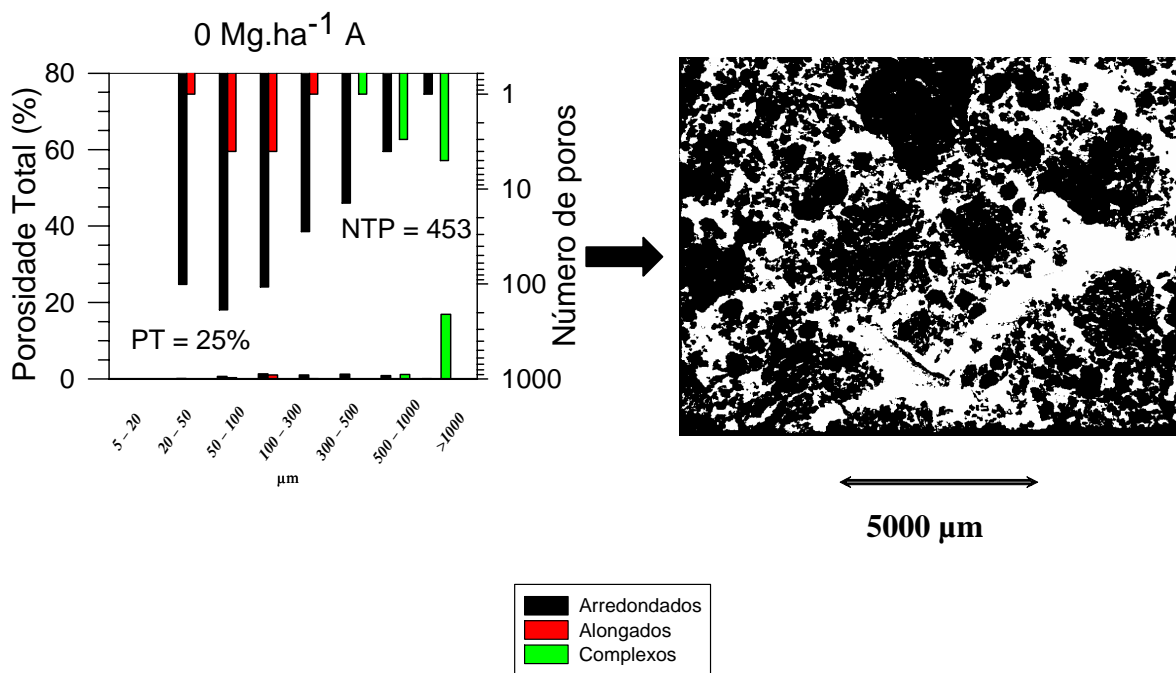 0 Mg.ha⁻¹ A
Porosidade Total (%)
80
60
40
20
0
1
10
100
1000
Número de poros
NTP = 453
PT = 25%
5 – 20
20 – 50
50 – 100
100 – 300
300 – 500
500 – 1000
>1000
µm
5000 µm
Arredondados
Alongados
Complexos